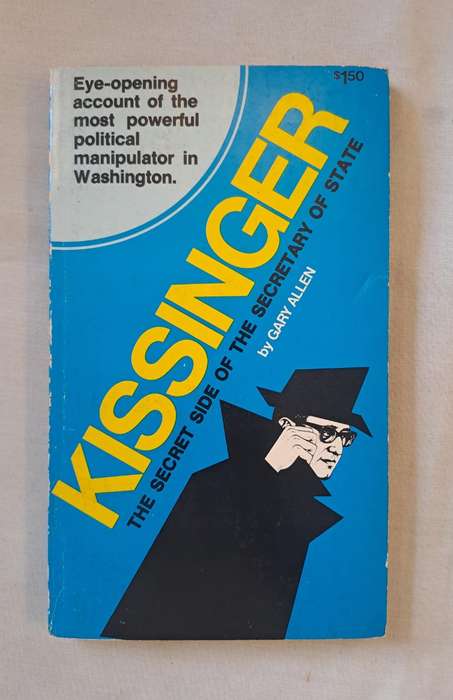 Eye-opening
account of the
most powerful
political
manipulator in
Washington.
$1.50
KISSINGER
THE SECRET SIDE OF THE SECRETARY OF STATE
by GARY ALLEN